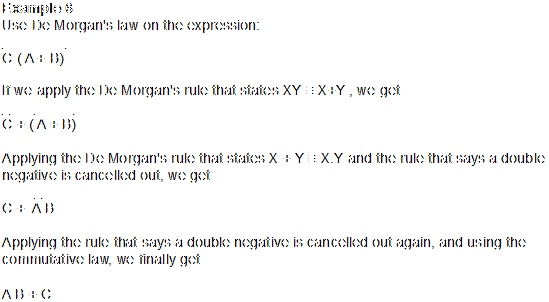 Example 8
Use De Morgan's law on the expression:
C (A + B)
If we apply the De Morgan's rule that states XY = X+Y , we get
C + (A + B)
Applying the De Morgan's rule that states X + Y = X.Y and the rule that says a double
negative is cancelled out, we get
C + A B
Applying the rule that says a double negative is cancelled out again, and using the
commutative law, we finally get
A B + C